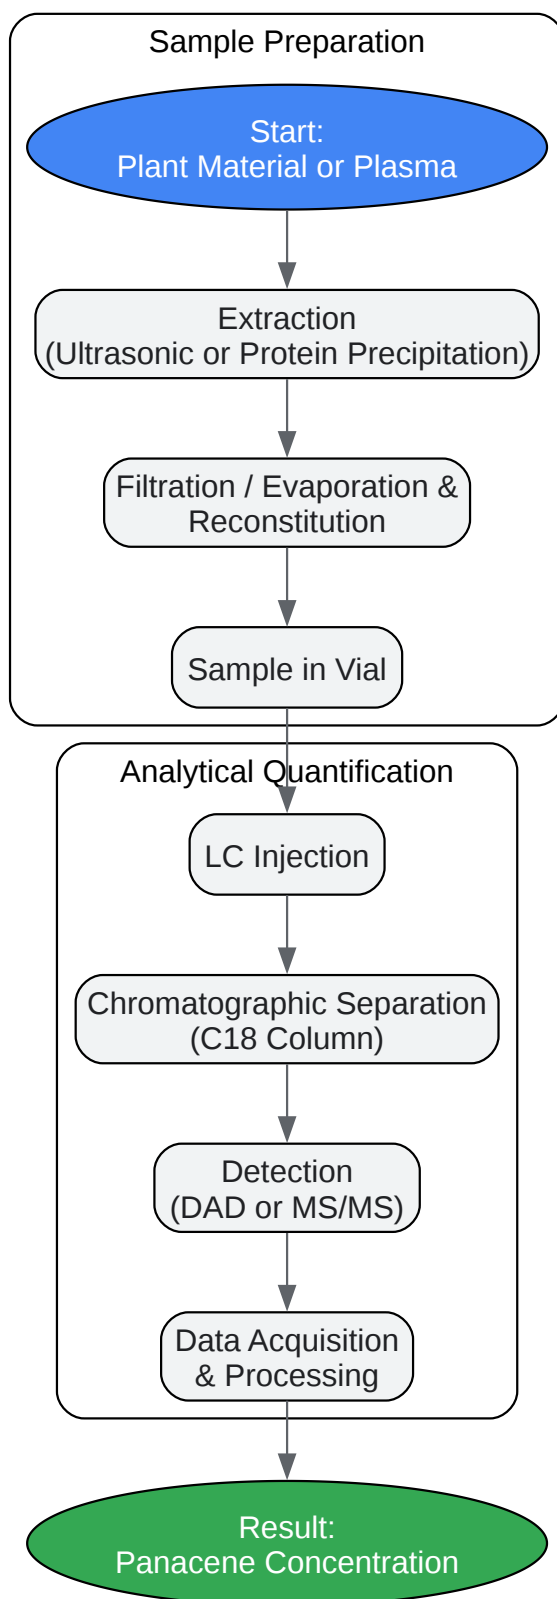 Sample Preparation
Start:
Plant Material or Plasma
Extraction
(Ultrasonic or Protein Precipitation)
Filtration / Evaporation &
Reconstitution
Sample in Vial
Analytical Quantification
LC Injection
Chromatographic Separation
(C18 Column)
Detection
(DAD or MS/MS)
Data Acquisition
& Processing
Result:
Panacene Concentration